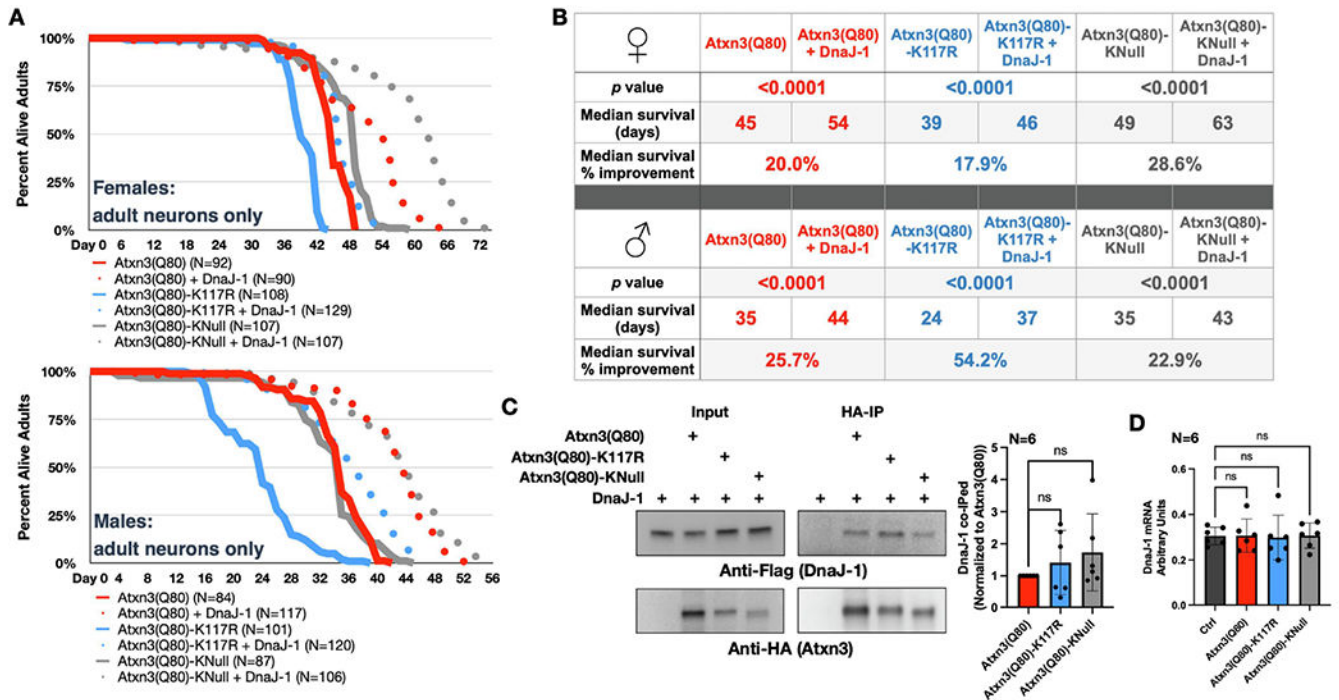 A
100%
75%
50%
25%
0%
Percent Alive Adults
Females:
adult neurons only
Day 0 6 12 18 24 30 36 42 48 54 60 66 72
Atxn3(Q80) (N=92)
Atxn3(Q80) + DnaJ-1 (N=90)
Atxn3(Q80)-K117R (N=108)
Atxn3(Q80)-K117R + DnaJ-1 (N=129)
Atxn3(Q80)-KNull (N=107)
Atxn3(Q80)-KNull + DnaJ-1 (N=107)
100%
75%
50%
25%
0%
Percent Alive Adults
Males:
adult neurons only
Day 0 4 8 12 16 20 24 28 32 36 40 44 48 52 56
Atxn3(Q80) (N=84)
Atxn3(Q80) + DnaJ-1 (N=117)
Atxn3(Q80)-K117R (N=101)
Atxn3(Q80)-K117R + DnaJ-1 (N=120)
Atxn3(Q80)-KNull (N=87)
Atxn3(Q80)-KNull + DnaJ-1 (N=106)
B
♀
Atxn3(Q80)
Atxn3(Q80)
+ DnaJ-1
Atxn3(Q80)
-K117R
Atxn3(Q80)-
K117R +
DnaJ-1
Atxn3(Q80)-
KNull
Atxn3(Q80)-
KNull +
DnaJ-1
p value <0.0001 <0.0001 <0.0001
Median survival
(days)
45 54 39 46 49 63
Median survival
% improvement
20.0% 17.9% 28.6%
♂
Atxn3(Q80)
Atxn3(Q80)
+ DnaJ-1
Atxn3(Q80)
-K117R
Atxn3(Q80)-
K117R +
DnaJ-1
Atxn3(Q80)-
KNull
Atxn3(Q80)-
KNull +
DnaJ-1
p value <0.0001 <0.0001 <0.0001
Median survival
(days)
35 44 24 37 35 43
Median survival
% improvement
25.7% 54.2% 22.9%
C
Input HA-IP
Atxn3(Q80) + +
Atxn3(Q80)-K117R + +
Atxn3(Q80)-KNull + +
DnaJ-1 + + + + + + + +
Anti-Flag (DnaJ-1)
Anti-HA (Atxn3)
N=6
ns
ns
DnaJ-1 co-IPed
(Normalized to Atxn3(Q80))
5
4
3
2
1
0
Atxn3(Q80)
Atxn3(Q80)-K117R
Atxn3(Q80)-KNull
D
N=6
ns
ns
ns
DnaJ-1 mRNA
Arbitrary Units
0.6
0.4
0.2
0.0
Ctrl
Atxn3(Q80)
Atxn3(Q80)-K117R
Atxn3(Q80)-KNull